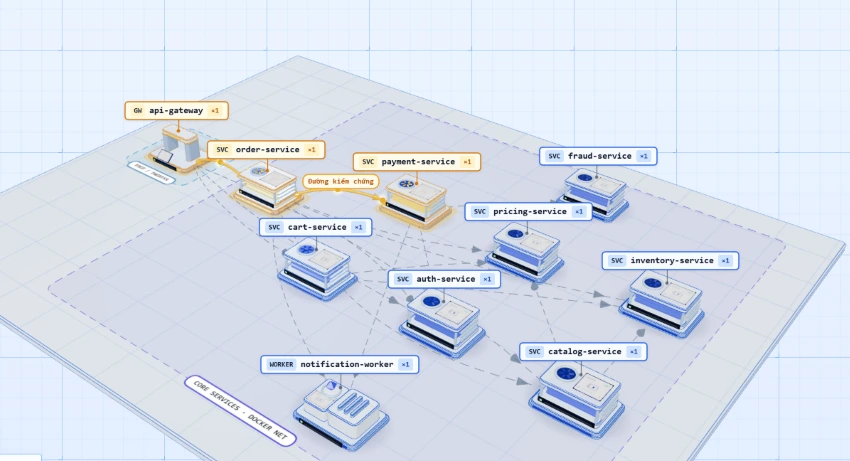 GW api-gateway ×1
SVC order-service ×1
SVC payment-service ×1
SVC fraud-service ×1
Đường kiểm chứng
SVC pricing-service ×1
SVC cart-service ×1
SVC inventory-service ×1
SVC auth-service ×1
SVC catalog-service ×1
WORKER notification-worker ×1
CORE SERVICES · DOCKER NET